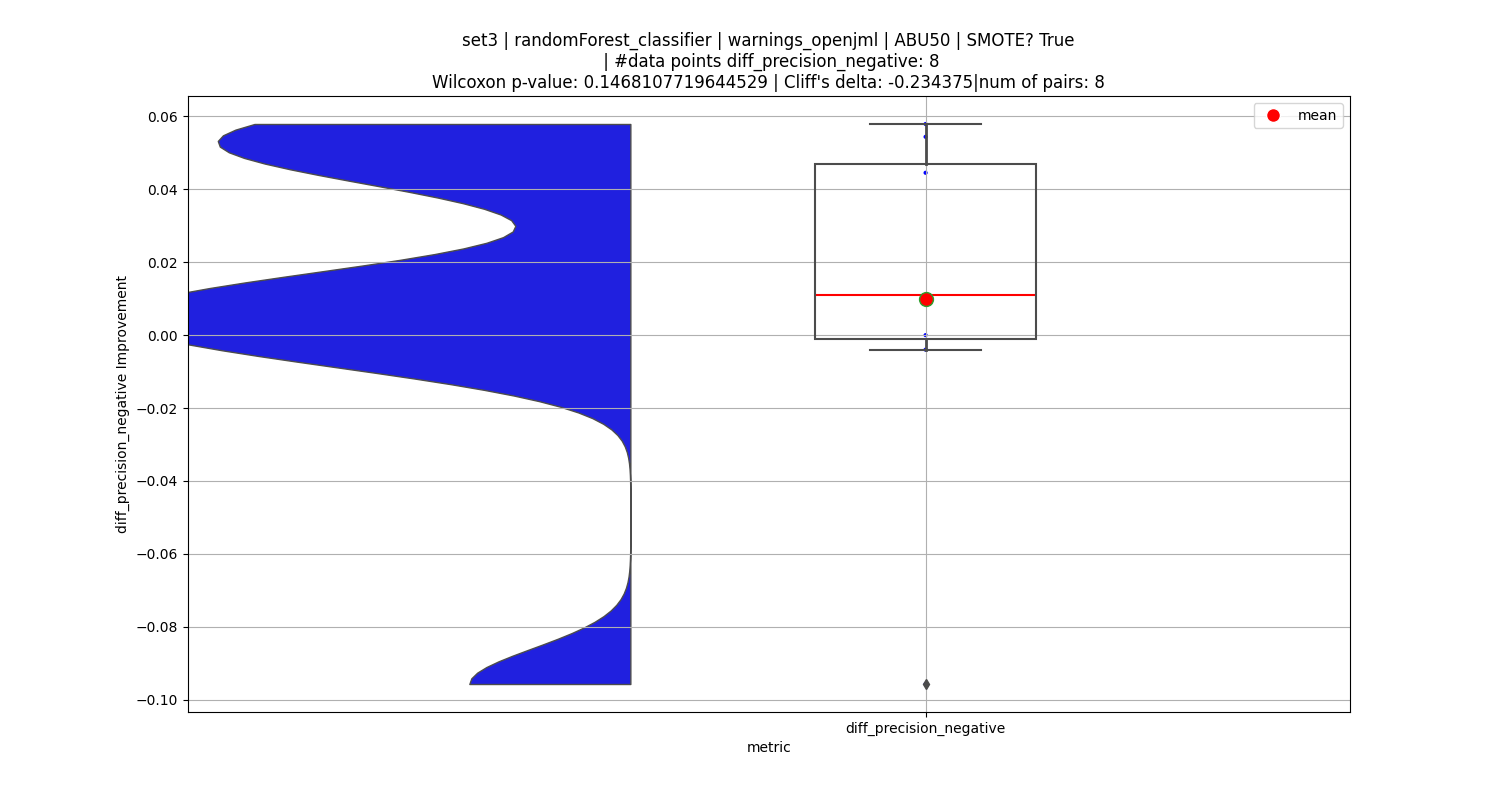 set3 | randomForest_classifier | warnings_openjml | ABU50 | SMOTE? True
| #data points diff_precision_negative: 8
Wilcoxon p-value: 0.1468107719644529 | Cliff's delta: -0.234375|num of pairs: 8
mean
0.06
0.04
0.02
0.00
−0.02
−0.04
−0.06
−0.08
−0.10
diff_precision_negative Improvement
diff_precision_negative
metric